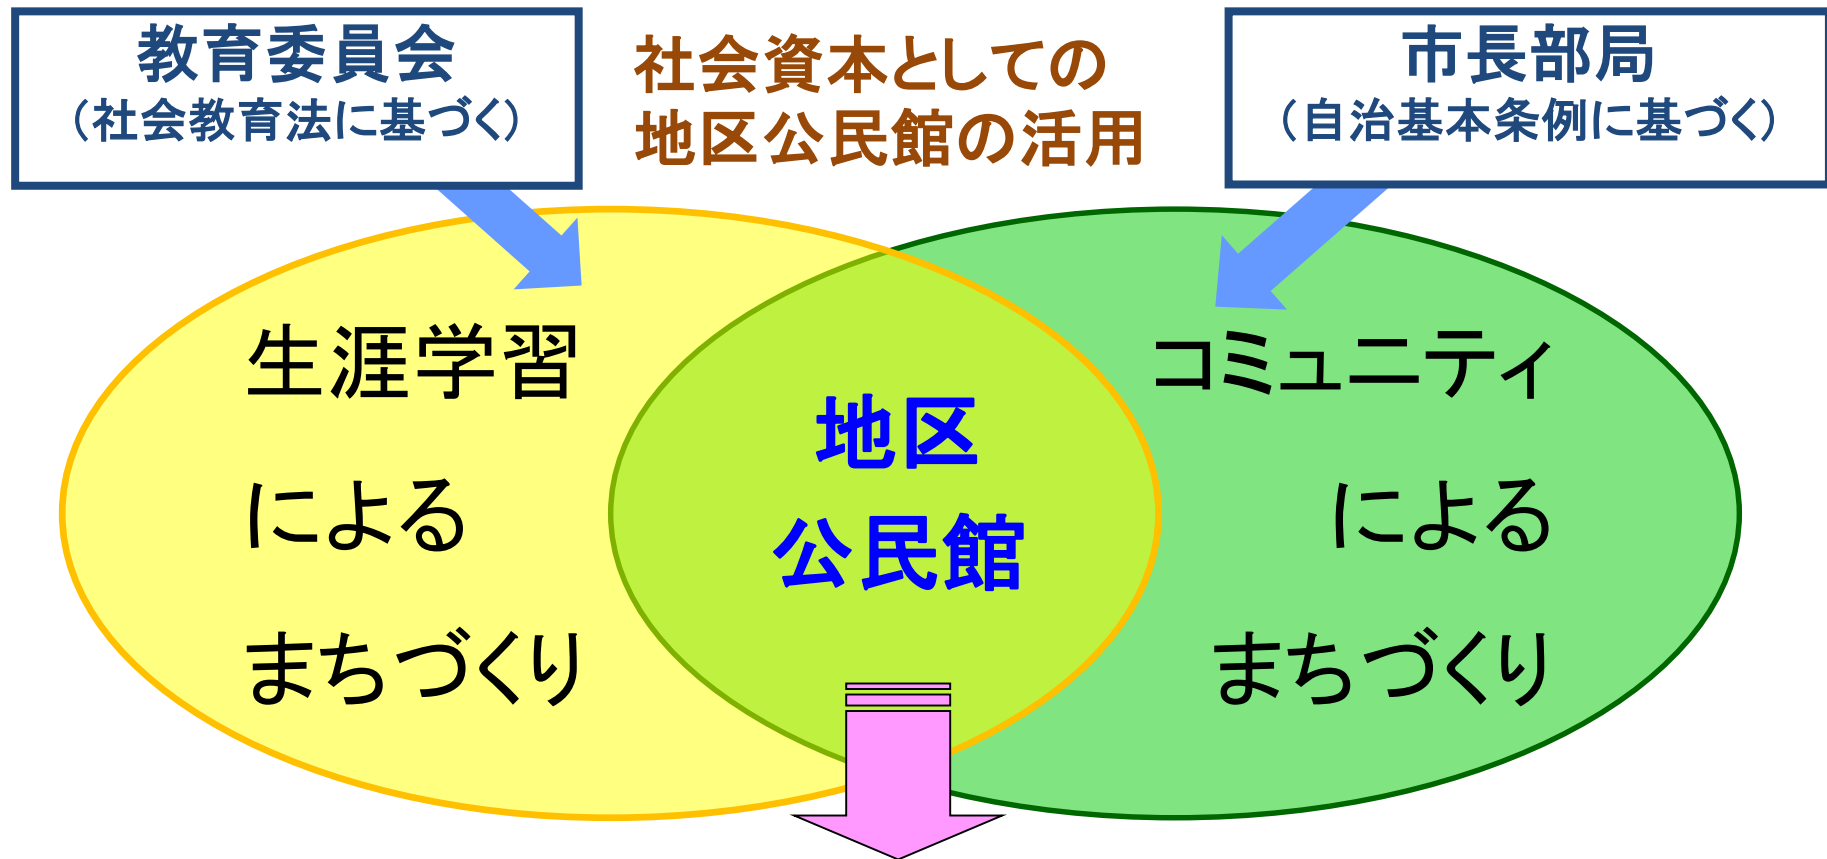 教育委員会
（社会教育法に基づく）
社会資本としての
地区公民館の活用
市長部局
（自治基本条例に基づく）
生涯学習
による
まちづくり
地区
公民館
コミュニティ
による
まちづくり